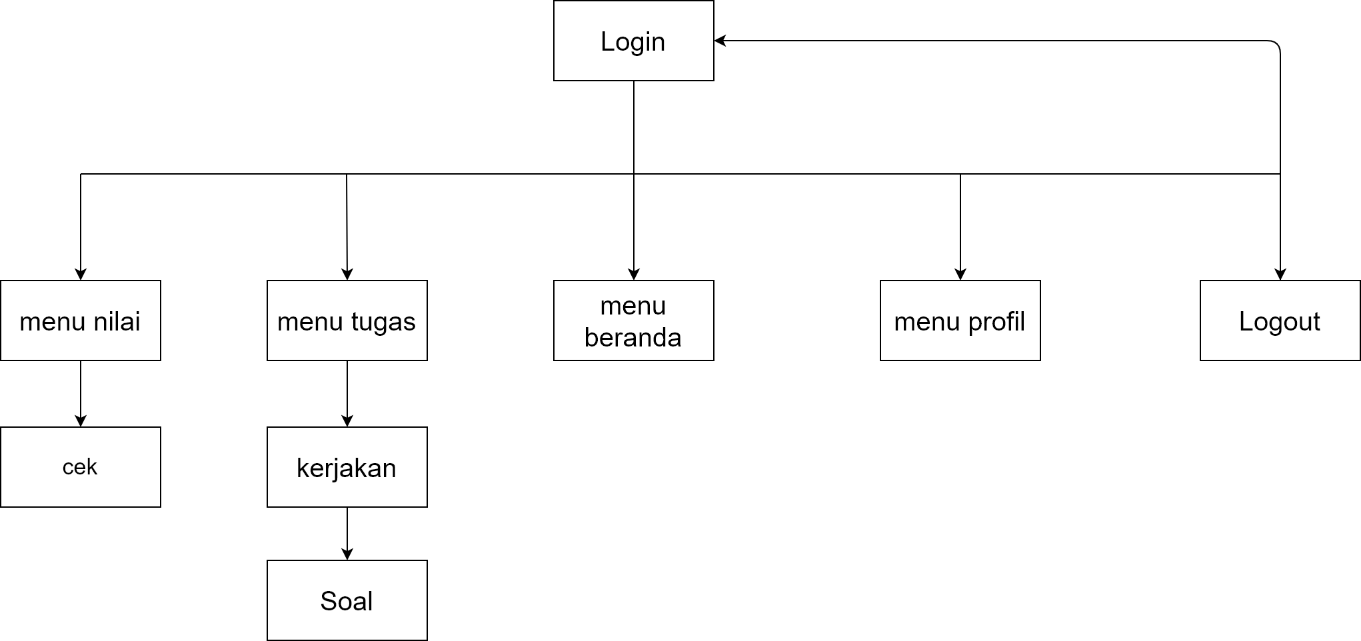 Login
menu nilai
menu tugas
menu
beranda
menu profil
Logout
cek
kerjakan
Soal